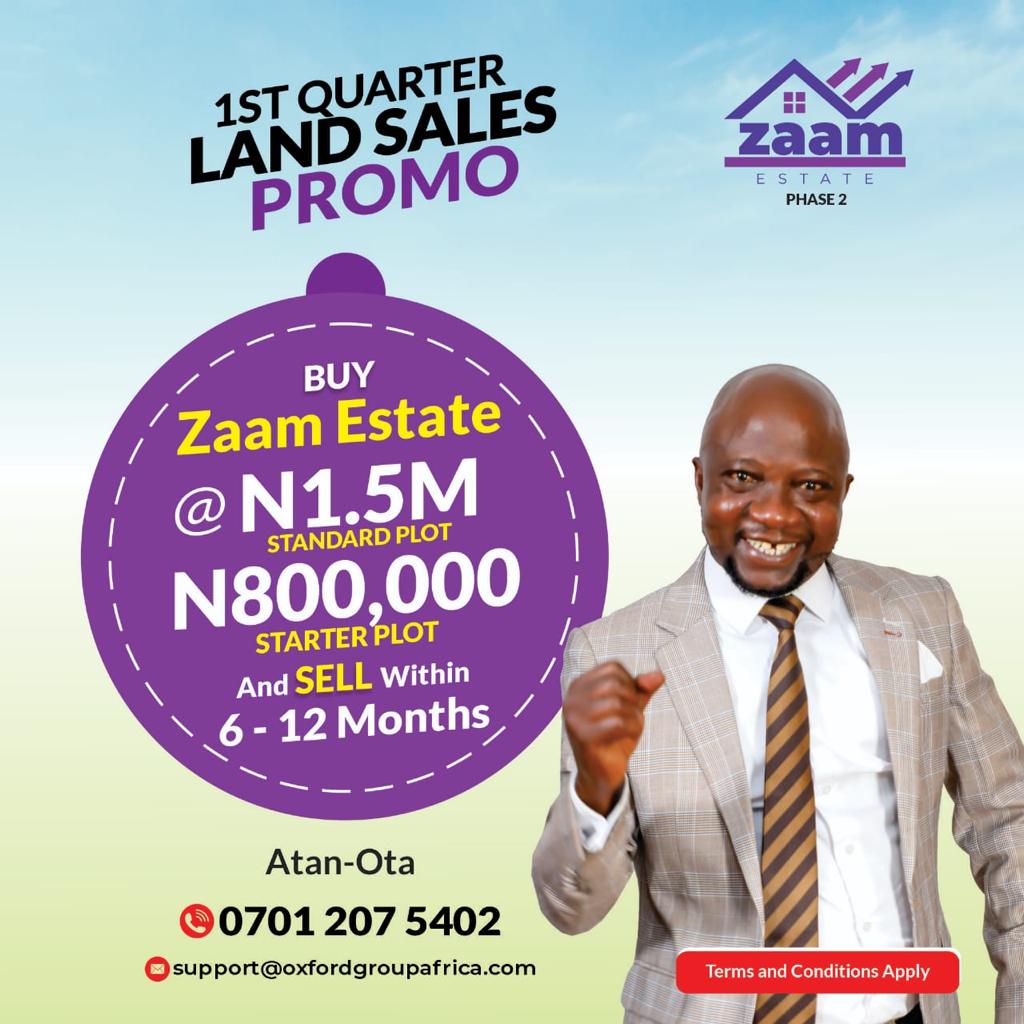 1ST QUARTER
LAND SALES
PROMO
zaam
ESTATE
PHASE 2
BUY
Zaam Estate
@ N1.5M
STANDARD PLOT
N800,000
STARTER PLOT
And SELL Within
6 - 12 Months
Atan-Ota
0701 207 5402
support@oxfordgroupafrica.com
Terms and Conditions Apply